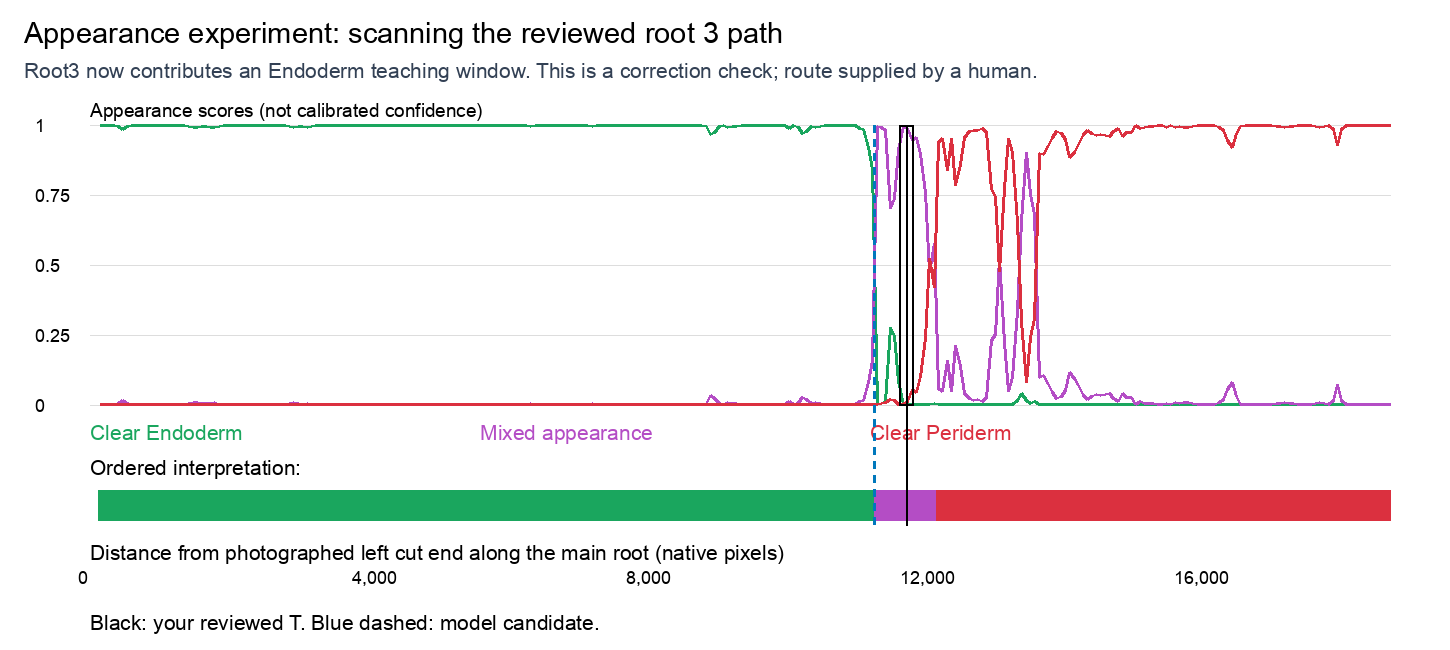 Appearance experiment: scanning the reviewed root 3 path
Root3 now contributes an Endoderm teaching window. This is a correction check; route supplied by a human.
Appearance scores (not calibrated confidence)
1
0.75
0.5
0.25
0
Clear Endoderm Mixed appearance Clear Periderm
Ordered interpretation:
Distance from photographed left cut end along the main root (native pixels)
0 4,000 8,000 12,000 16,000
Black: your reviewed T. Blue dashed: model candidate.